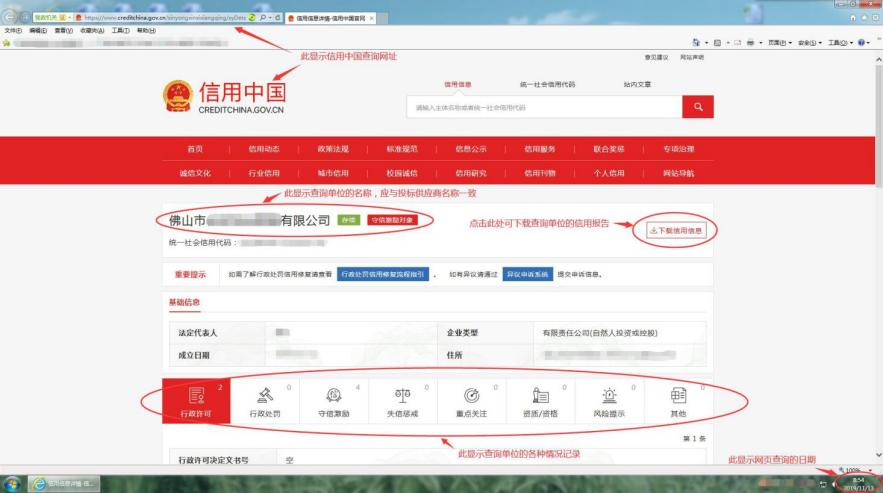 政府机关
https://www.creditchina.gov.cn/xinyongxinxixiangqing/xyDeta
信用信息详情-信用中国官网
文件(F) 编辑(E) 查看(V) 收藏夹(A) 工具(T) 帮助(H)
页面(P) 安全(S) 工具(O)
此显示信用中国查询网址
意见建议 网站声明
信用中国
CREDITCHINA.GOV.CN
信用信息 统一社会信用代码 站内文章
请输入主体名称或者统一社会信用代码
首页 信用动态 政策法规 标准规范 信息公示 信用服务 联合奖惩 专项治理
诚信文化 行业信用 城市信用 校园诚信 信用研究 信用刊物 个人信用 网站导航
此显示查询单位的名称，应与投标供应商名称一致
佛山市 有限公司 存续 守信激励对象
点击此处可下载查询单位的信用报告
下载信用信息
统一社会信用代码：
重要提示 如需了解行政处罚信用修复请查看 行政处罚信用修复流程指引 ， 如有异议请通过 异议申诉系统 提交申诉信息。
基础信息
法定代表人 企业类型 有限责任公司(自然人投资或控股)
成立日期 住所
2 0 4 0 0 0 0 0
行政许可 行政处罚 守信激励 失信惩戒 重点关注 资质/资格 风险提示 其他
第 1 条
此显示查询单位的各种情况记录
行政许可决定文书号 空
此显示网页查询的日期
100%
信用信息详情-信...
8:54
2019/11/13